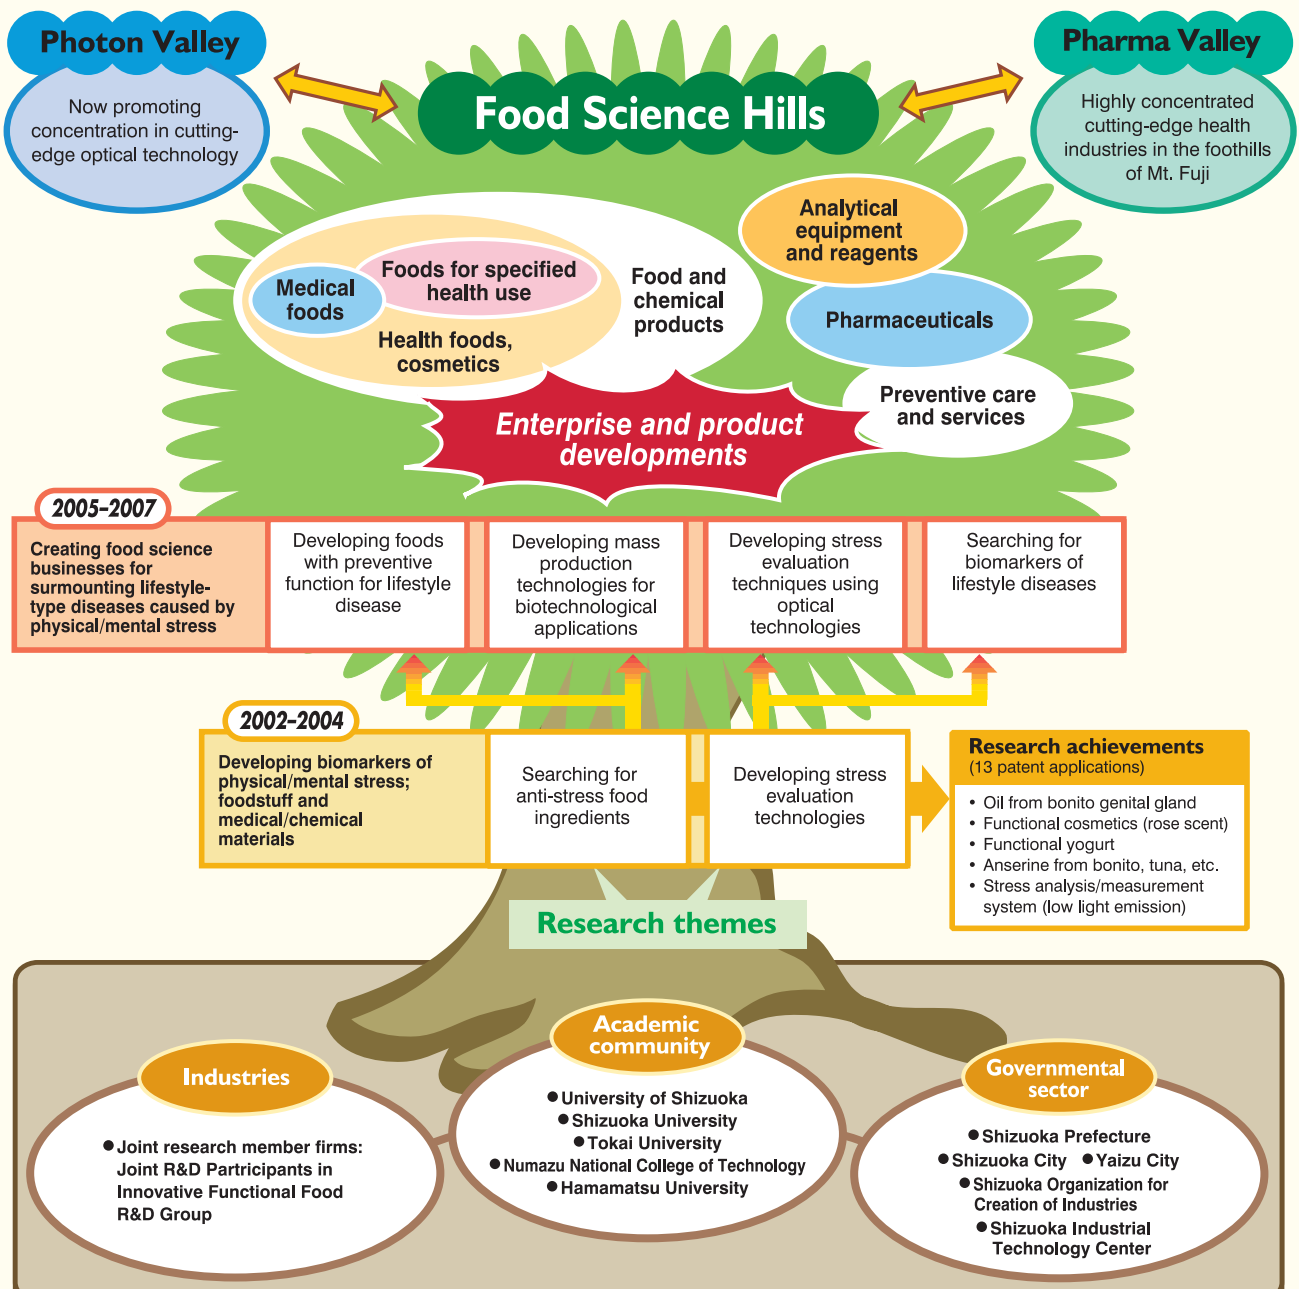 Photon Valley
Now promoting
concentration in cutting-
edge optical technology
Food Science Hills
Pharma Valley
Highly concentrated
cutting-edge health
industries in the foothills
of Mt. Fuji
Medical
foods
Foods for specified
health use
Health foods,
cosmetics
Food and
chemical
products
Analytical
equipment
and reagents
Pharmaceuticals
Preventive care
and services
Enterprise and product
developments
2005–2007
Creating food science
businesses for
surmounting lifestyle-
type diseases caused by
physical/mental stress
Developing foods
with preventive
function for lifestyle
disease
Developing mass
production
technologies for
biotechnological
applications
Developing stress
evaluation
techniques using
optical
technologies
Searching for
biomarkers of
lifestyle diseases
2002–2004
Developing biomarkers of
physical/mental stress;
foodstuff and
medical/chemical
materials
Searching for
anti-stress food
ingredients
Developing stress
evaluation
technologies
Research achievements
(13 patent applications)
• Oil from bonito genital gland
• Functional cosmetics (rose scent)
• Functional yogurt
• Anserine from bonito, tuna, etc.
• Stress analysis/measurement
system (low light emission)
Research themes
Industries
● Joint research member firms:
Joint R&D Partricipants in
Innovative Functional Food
R&D Group
Academic
community
● University of Shizuoka
● Shizuoka University
● Tokai University
● Numazu National College of Technology
● Hamamatsu University
Governmental
sector
● Shizuoka Prefecture
● Shizuoka City ● Yaizu City
● Shizuoka Organization for
Creation of Industries
● Shizuoka Industrial
Technology Center